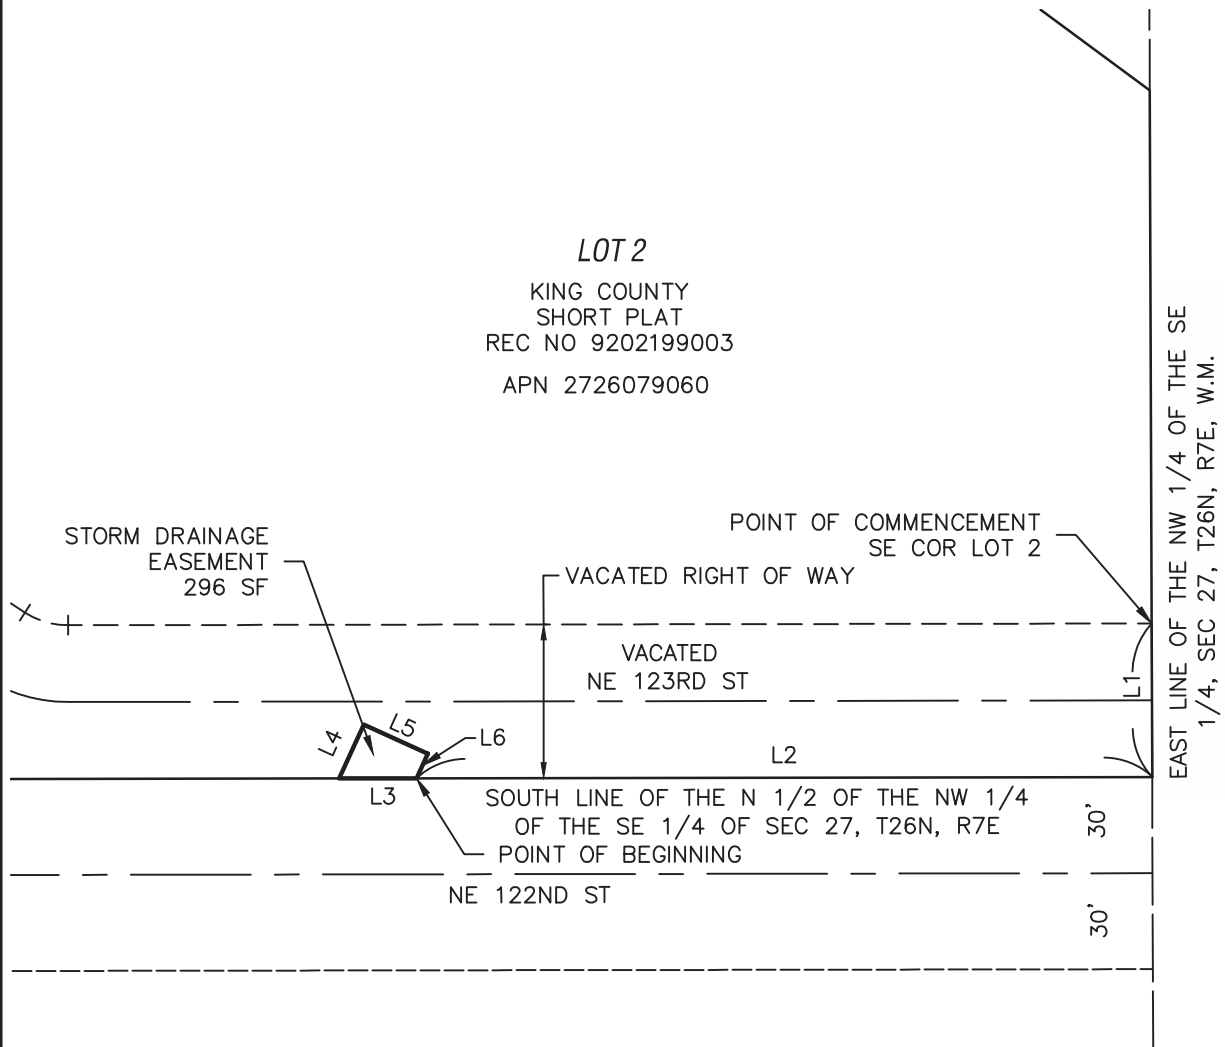 LOT 2
KING COUNTY
SHORT PLAT
REC NO 9202199003
APN 2726079060
EAST LINE OF THE NW 1/4 OF THE SE
1/4, SEC 27, T26N, R7E, W.M.
STORM DRAINAGE
EASEMENT
296 SF
POINT OF COMMENCEMENT
SE COR LOT 2
VACATED RIGHT OF WAY
VACATED
NE 123RD ST
L1
L4
L5
L6
L2
L3
SOUTH LINE OF THE N 1/2 OF THE NW 1/4
OF THE SE 1/4 OF SEC 27, T26N, R7E
POINT OF BEGINNING
30'
NE 122ND ST
30'